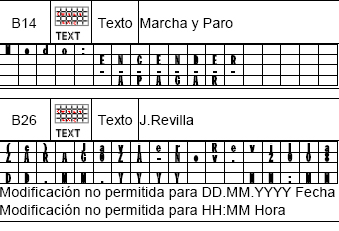 B14 TEXT Texto Marcha y Paro
Modo:
ENCENDER
--------
APAGAR
B26 TEXT Texto J.Revilla
(c) Javier Revilla
ZARAGOZA-Nov. 2008
DD.MM.YYYY HH:MM
Modificación no permitida para DD.MM.YYYY Fecha
Modificación no permitida para HH:MM Hora